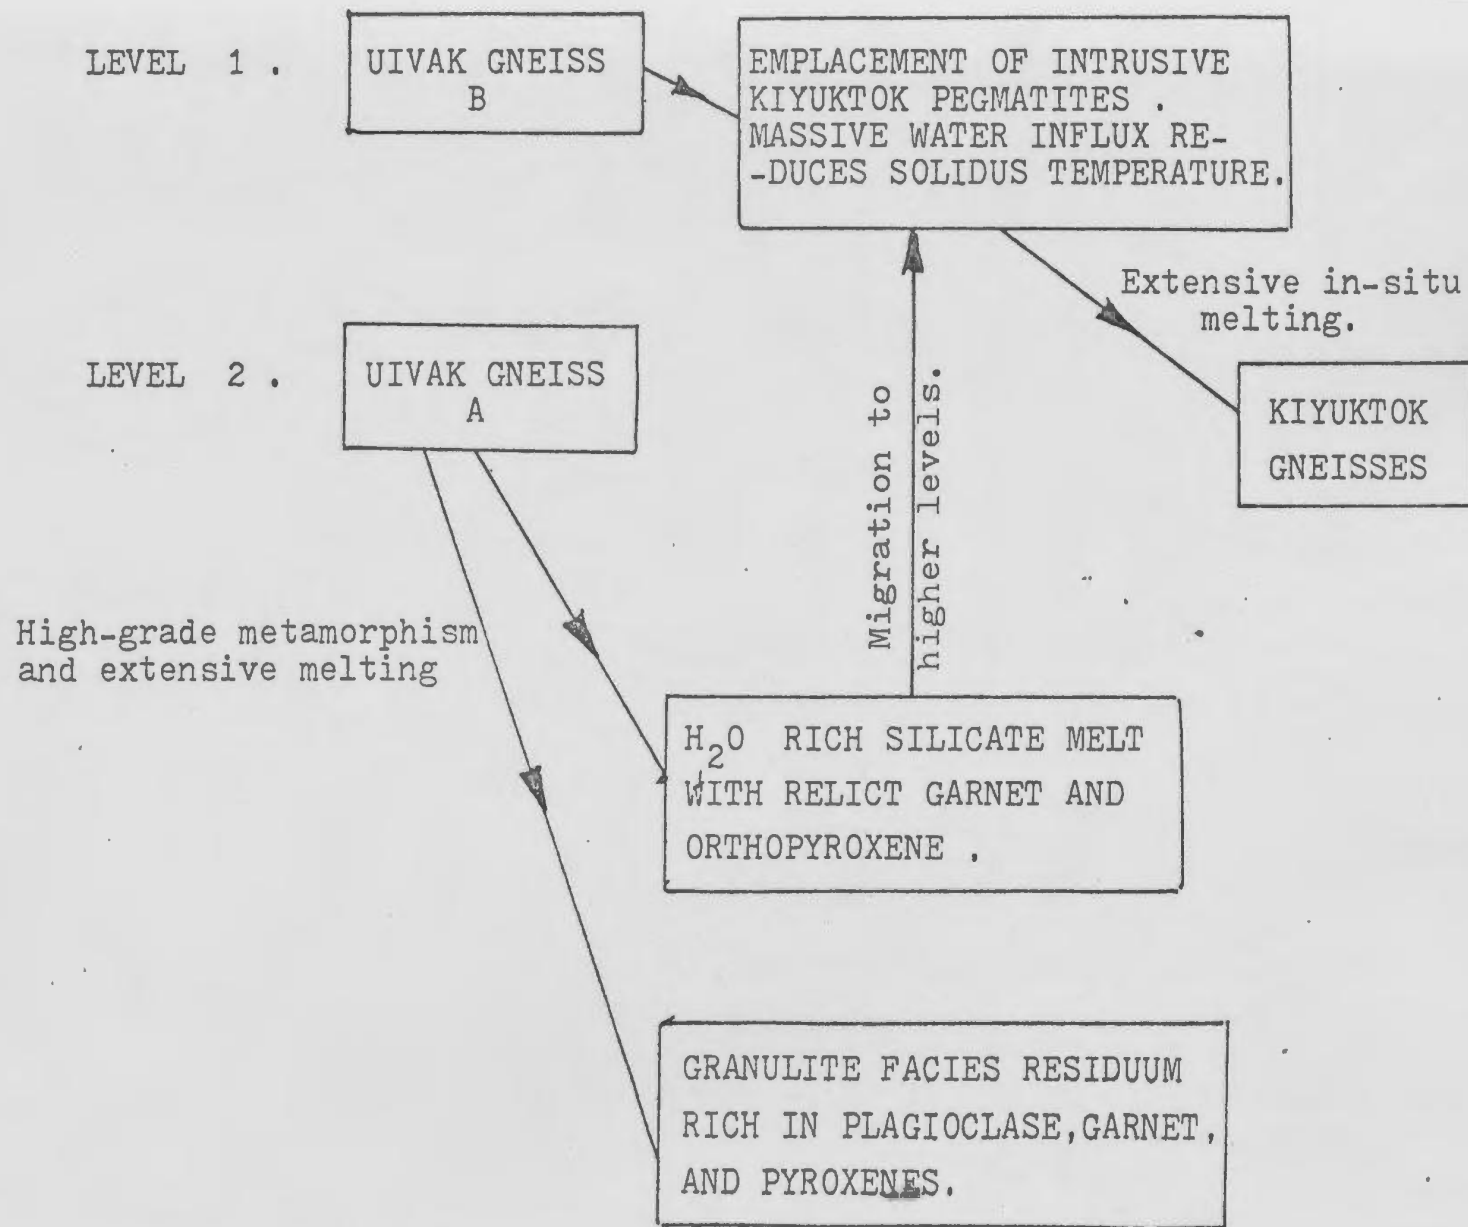 LEVEL 1 .
UIVAK GNEISS
B
EMPLACEMENT OF INTRUSIVE
KIYUKTOK PEGMATITES .
MASSIVE WATER INFLUX RE-
-DUCES SOLIDUS TEMPERATURE.
Extensive in-situ
melting.
LEVEL 2 .
UIVAK GNEISS
A
KIYUKTOK
GNEISSES
Migration to
higher levels.
High-grade metamorphism
and extensive melting
H2O RICH SILICATE MELT
WITH RELICT GARNET AND
ORTHOPYROXENE .
GRANULITE FACIES RESIDUUM
RICH IN PLAGIOCLASE,GARNET,
AND PYROXENES.